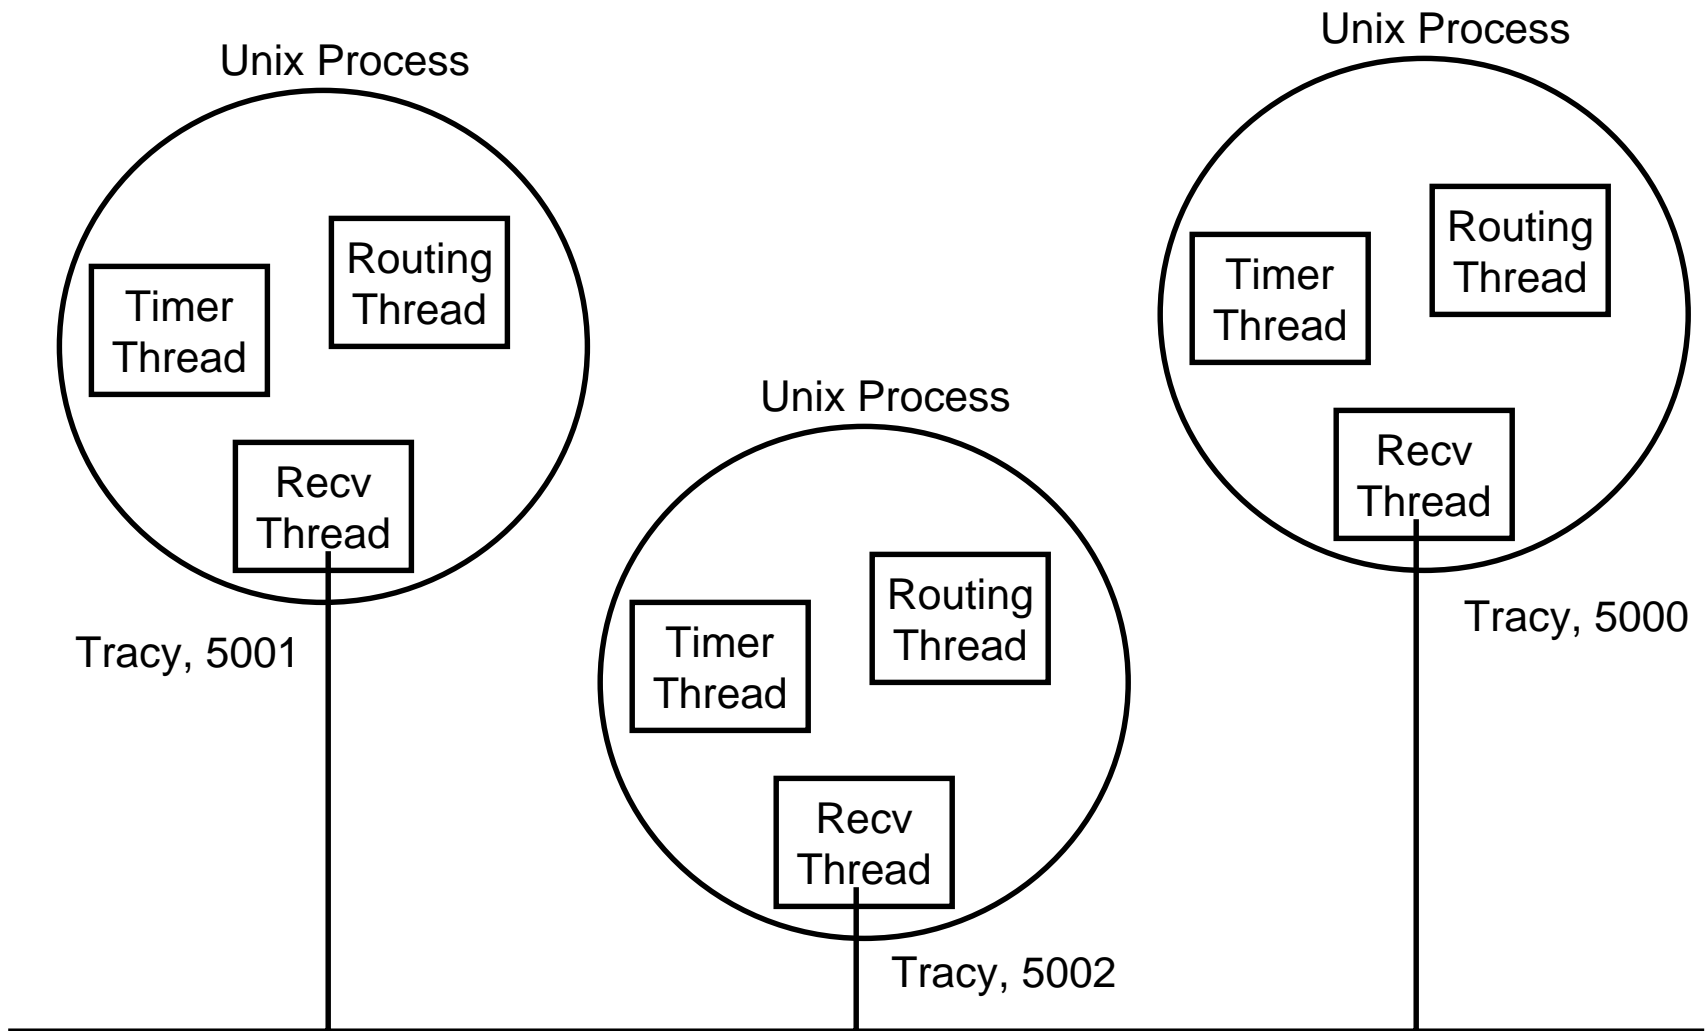 Unix Process
Routing
Thread
Timer
Thread
Recv
Thread
Tracy, 5001
Unix Process
Routing
Thread
Timer
Thread
Recv
Thread
Tracy, 5002
Unix Process
Routing
Thread
Timer
Thread
Recv
Thread
Tracy, 5000